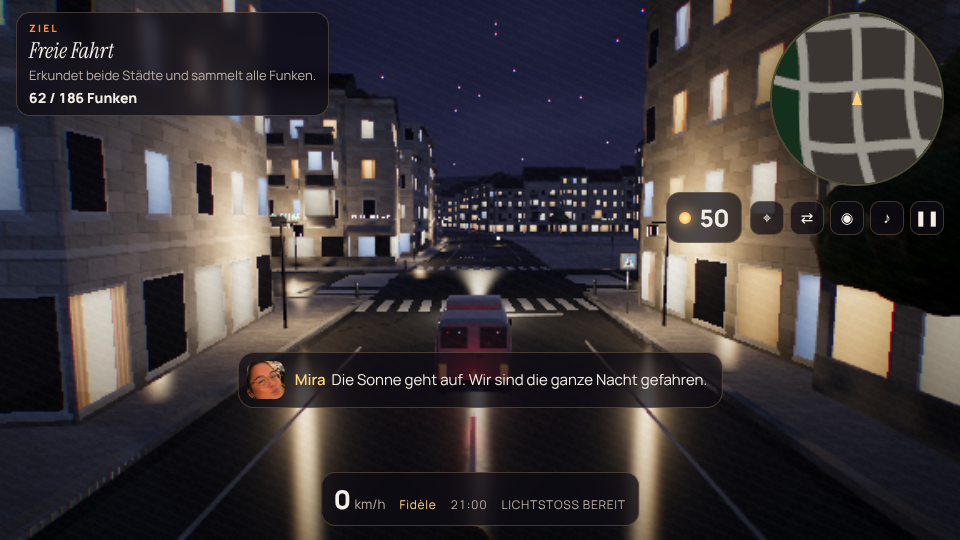 ZIEL
Freie Fahrt
Erkundet beide Städte und sammelt alle Funken.
62 / 186 Funken
50
Mira Die Sonne geht auf. Wir sind die ganze Nacht gefahren.
0 km/h Fidèle 21:00 LICHTSTOSS BEREIT